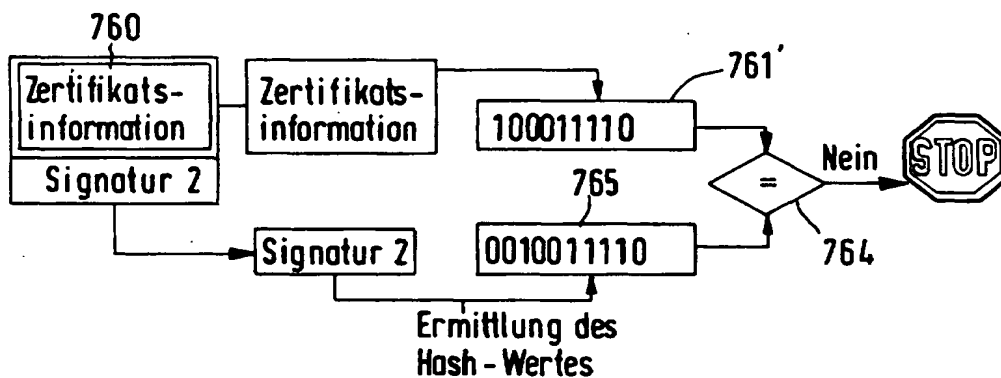 760
Zertifikats-
information
Signatur 2
Zertifikats-
information
761'
100011110
Nein
STOP
=
764
765
0010011110
Signatur 2
Ermittlung des
Hash-Wertes